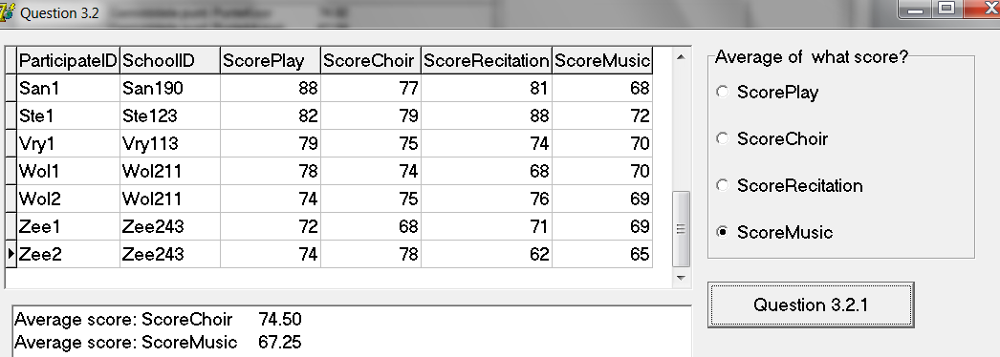 Question 3.2
ParticipateID SchoolID ScorePlay ScoreChoir ScoreRecitation ScoreMusic
San1 San190 88 77 81 68
Ste1 Ste123 82 79 88 72
Vry1 Vry113 79 75 74 70
Wol1 Wol211 78 74 68 70
Wol2 Wol211 74 75 76 69
Zee1 Zee243 72 68 71 69
Zee2 Zee243 74 78 62 65
Average of what score?
ScorePlay
ScoreChoir
ScoreRecitation
ScoreMusic
Question 3.2.1
Average score: ScoreChoir 74.50
Average score: ScoreMusic 67.25